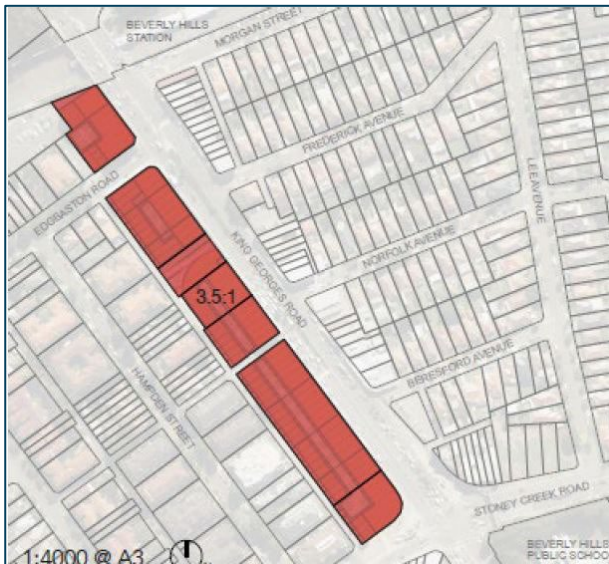 BEVERLY HILLS
STATION
MORGAN STREET
FREDERICK AVENUE
EDGBASTON ROAD
LEE AVENUE
KING GEORGES ROAD
NORFOLK AVENUE
3.5:1
BERESFORD AVENUE
HAMPDEN STREET
STONEY CREEK ROAD
1:4000 @ A3
BEVERLY HILLS
PUBLIC SCHOO